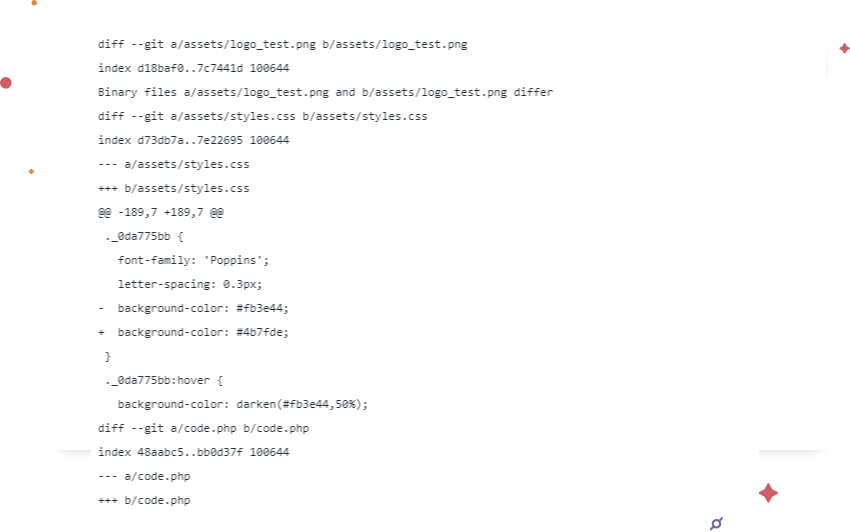 diff --git a/assets/logo_test.png b/assets/logo_test.png
index d18baf0..7c7441d 100644
Binary files a/assets/logo_test.png and b/assets/logo_test.png differ
diff --git a/assets/styles.css b/assets/styles.css
index d73db7a..7e22695 100644
--- a/assets/styles.css
+++ b/assets/styles.css
@@ -189,7 +189,7 @@
 ._0da775bb {
   font-family: 'Poppins';
   letter-spacing: 0.3px;
-  background-color: #fb3e44;
+  background-color: #4b7fde;
 }
 ._0da775bb:hover {
   background-color: darken(#fb3e44,50%);
diff --git a/code.php b/code.php
index 48aabc5..bb0d37f 100644
--- a/code.php
+++ b/code.php